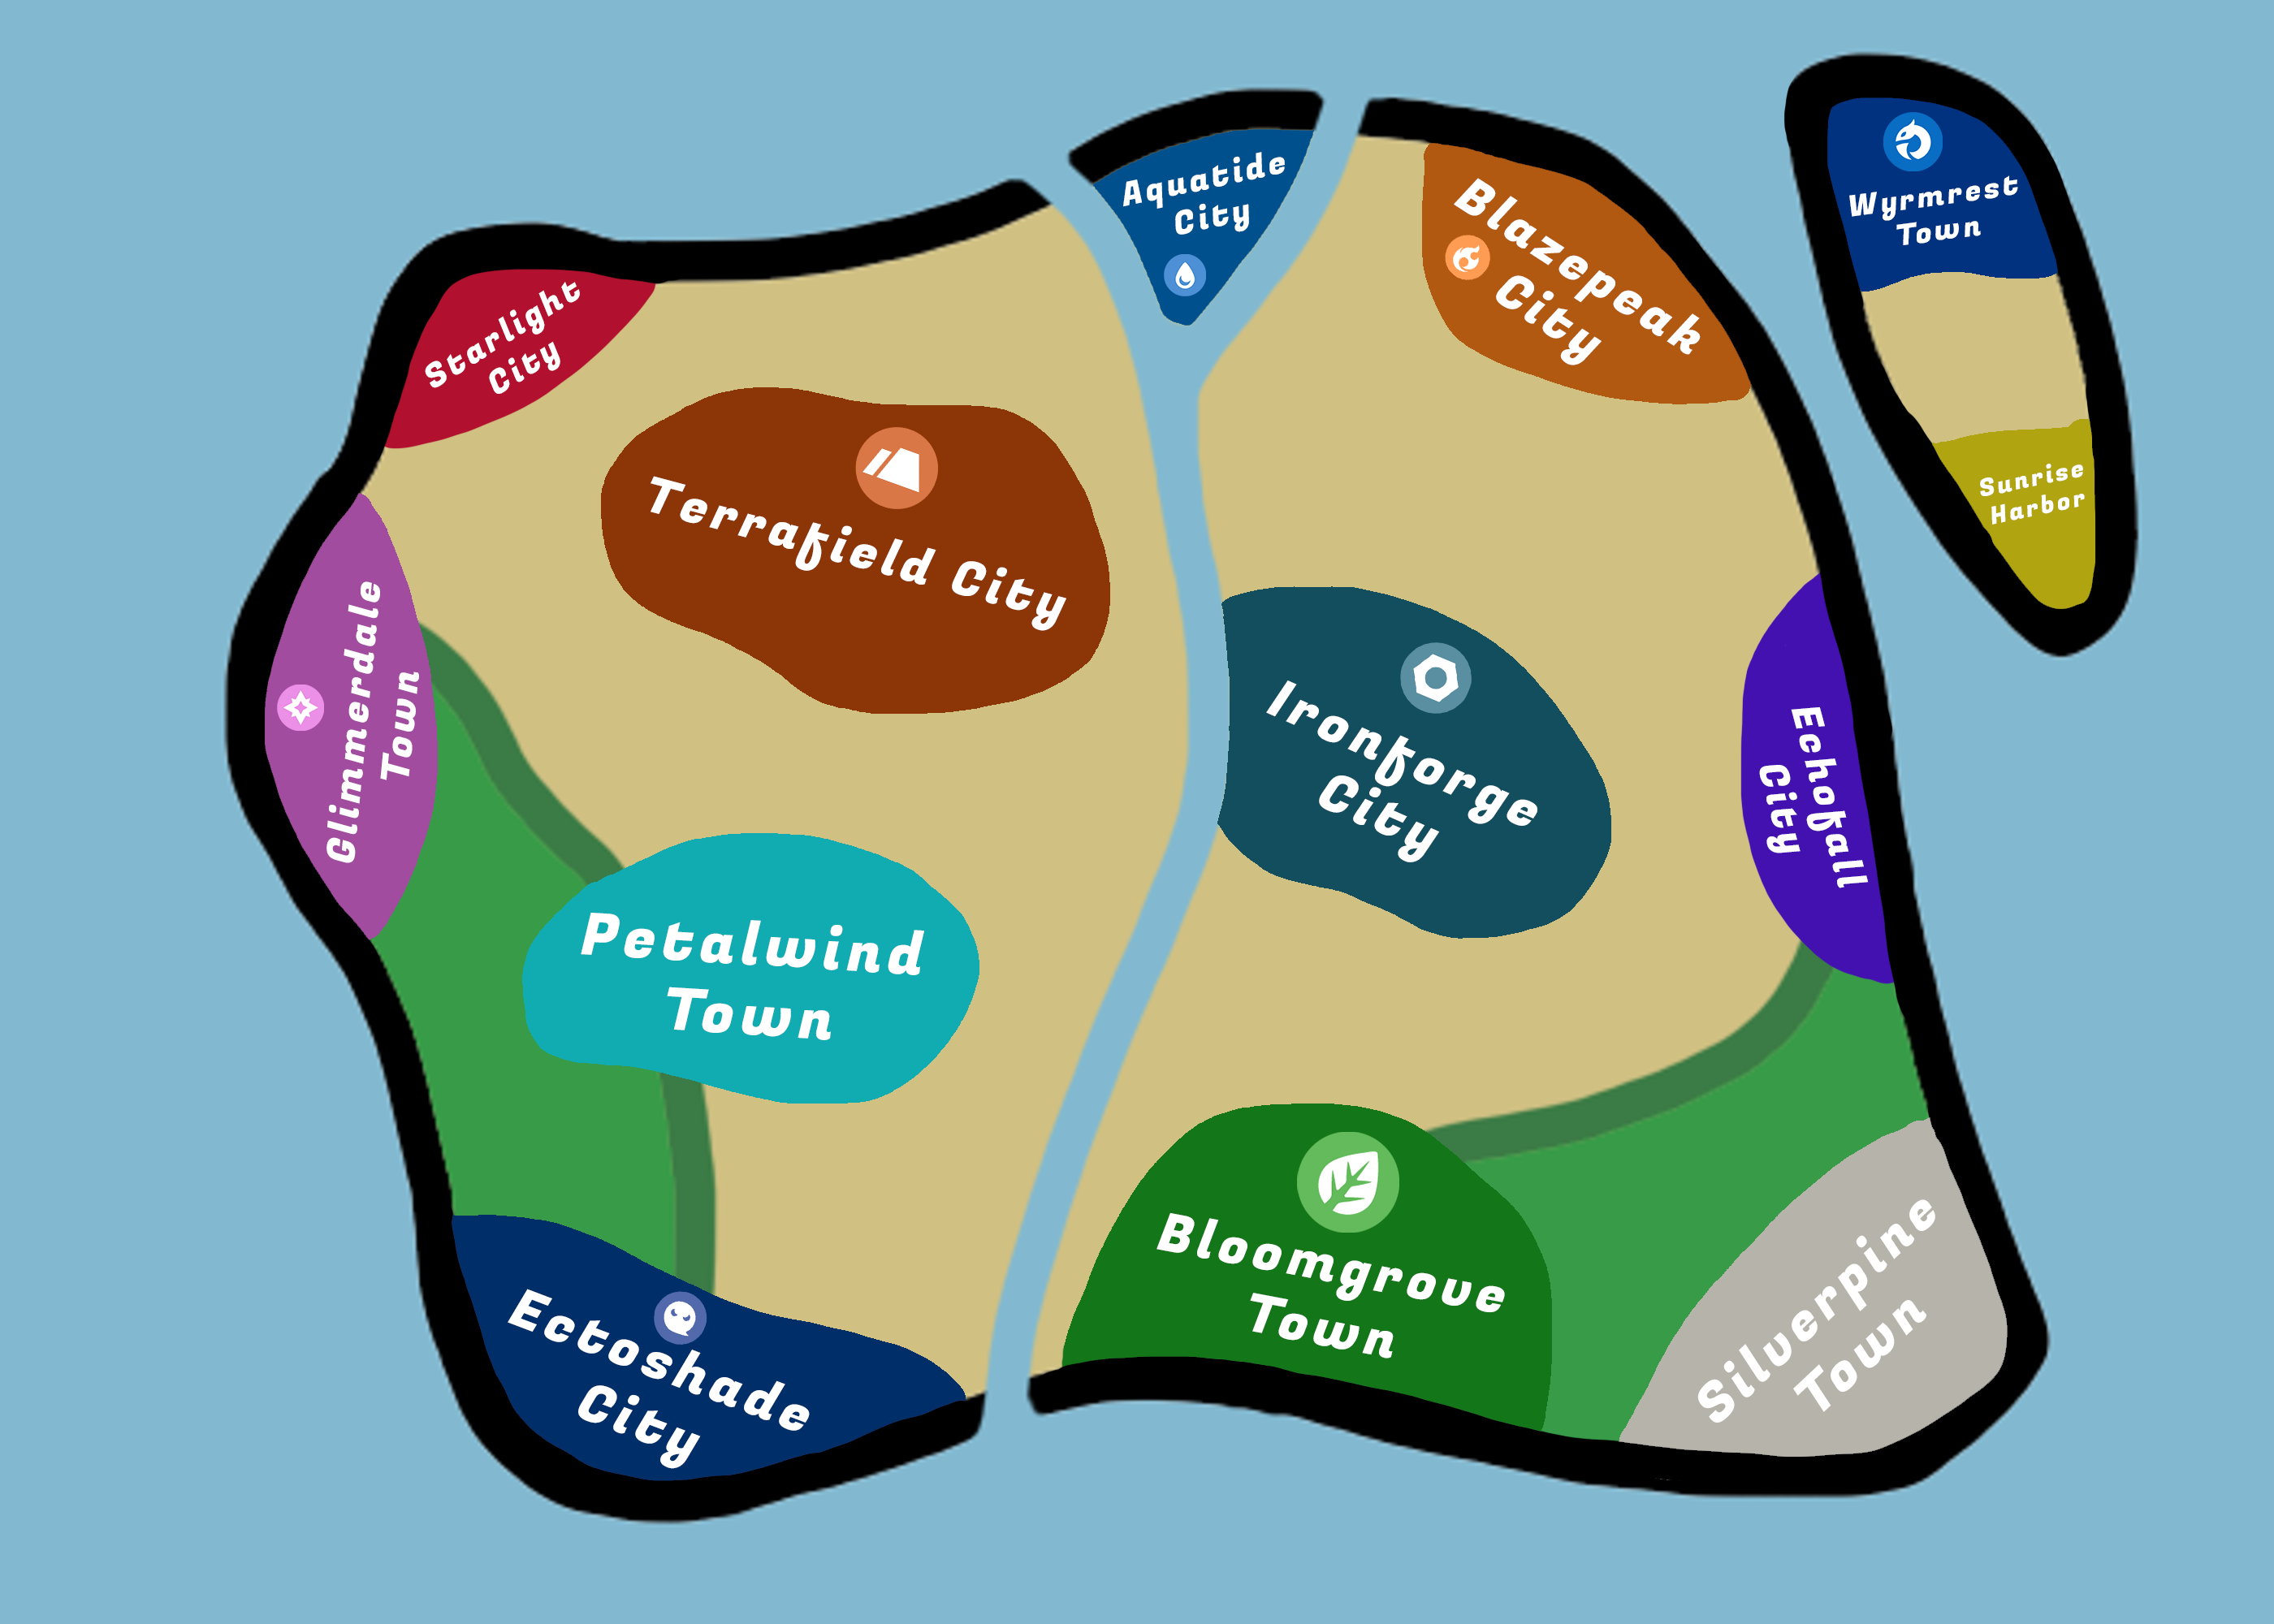 Aquatide
City
Blazepeak
City
Wyrmrest
Town
Starlight
City
Sunrise
Harbor
Terrafield City
Glimmerdale
Town
Ironforge
City
Echofall
City
Petalwind
Town
Bloomgrove
Town
Silverpine
Town
Ectoshade
City